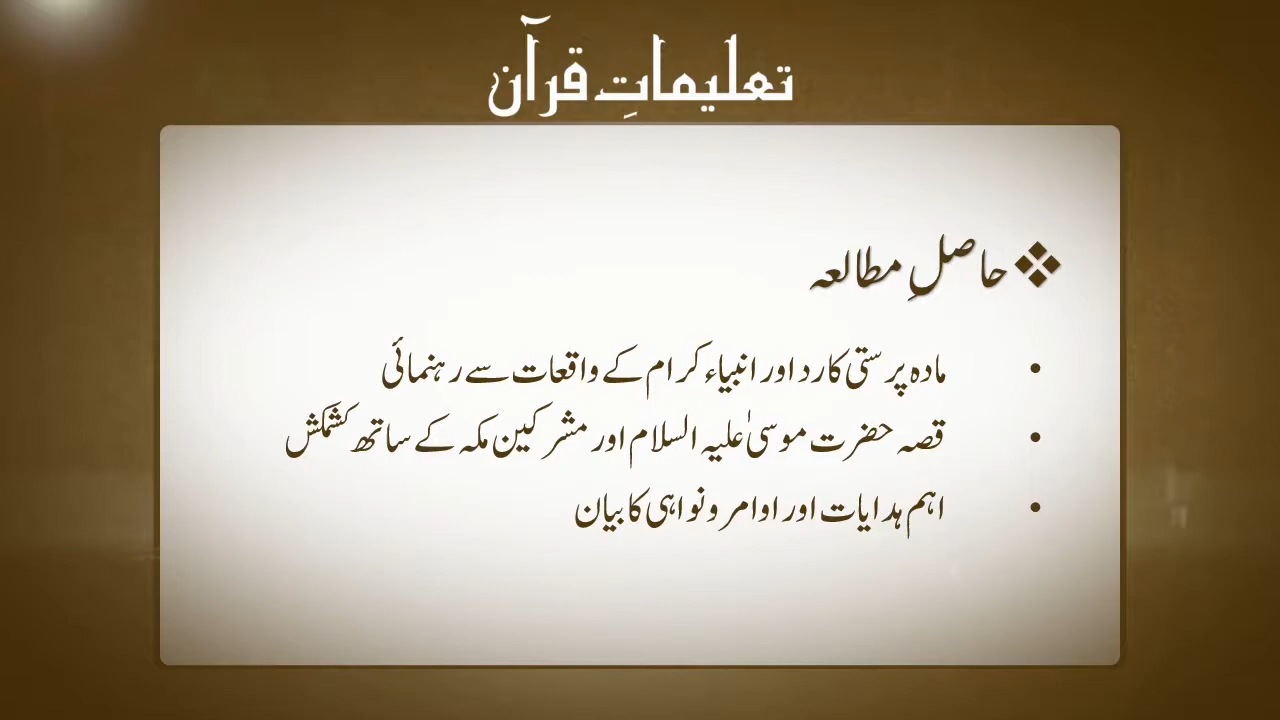 تعلیماتِ قرآن
❖ حاصلِ مطالعہ
• مادہ پرستی کا رد اور انبیاء کرام کے واقعات سے رہنمائی
• قصہ حضرت موسیٰ علیہ السلام اور مشرکین مکہ کے ساتھ کشمکش
• اہم ہدایات اور اوامر و نواہی کا بیان